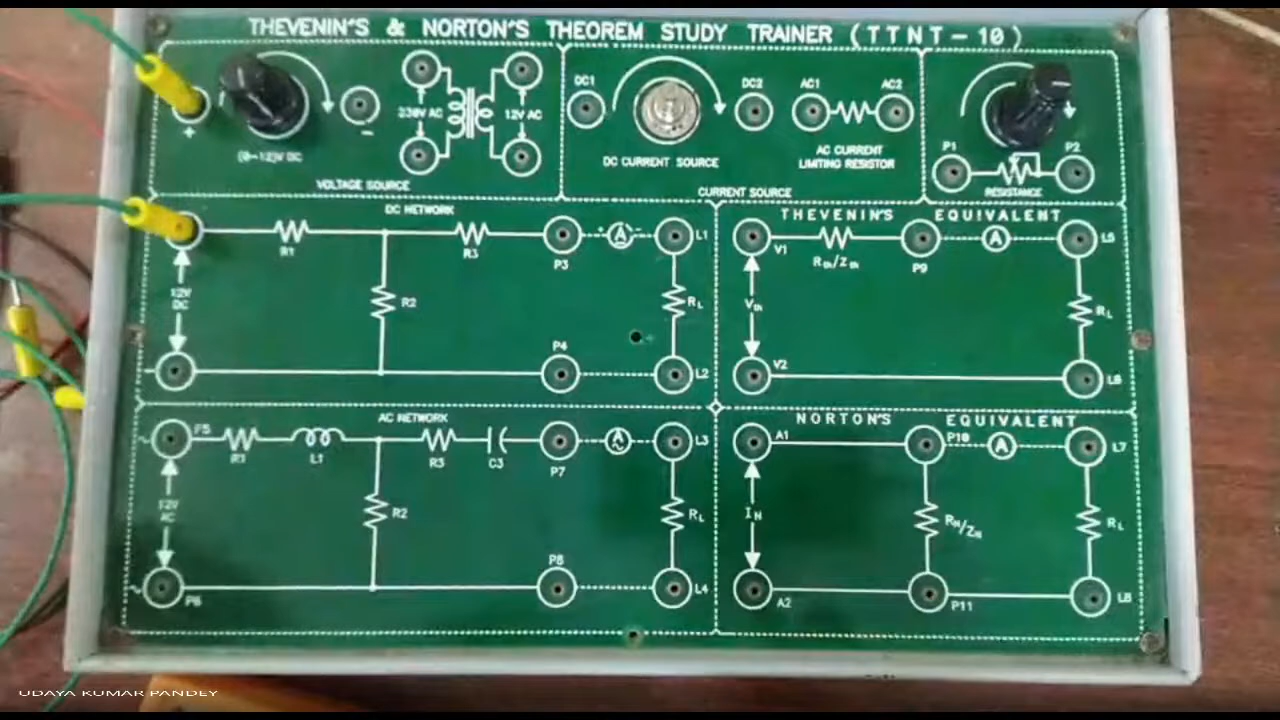 THEVENIN'S & NORTON'S THEOREM STUDY TRAINER (TTNT-10)
+
(0-12)V DC
-
230V AC
12V AC
VOLTAGE SOURCE
DC1
DC2
DC CURRENT SOURCE
AC1
AC2
AC CURRENT
LIMITING RESISTOR
CURRENT SOURCE
P1
P2
RESISTANCE
DC NETWORK
R1
R3
P3
+ A -
L1
12V
DC
R2
RL
P4
L2
THEVENIN'S EQUIVALENT
V1
Rth/Zth
P9
A
L5
Vth
RL
V2
L6
AC NETWORK
P5
R1
L1
R3
C3
P7
A
L3
12V
AC
R2
RL
P6
P8
L4
NORTON'S EQUIVALENT
A1
P10
A
L7
IN
RN/ZN
RL
A2
P11
L8
UDAYA KUMAR PANDEY